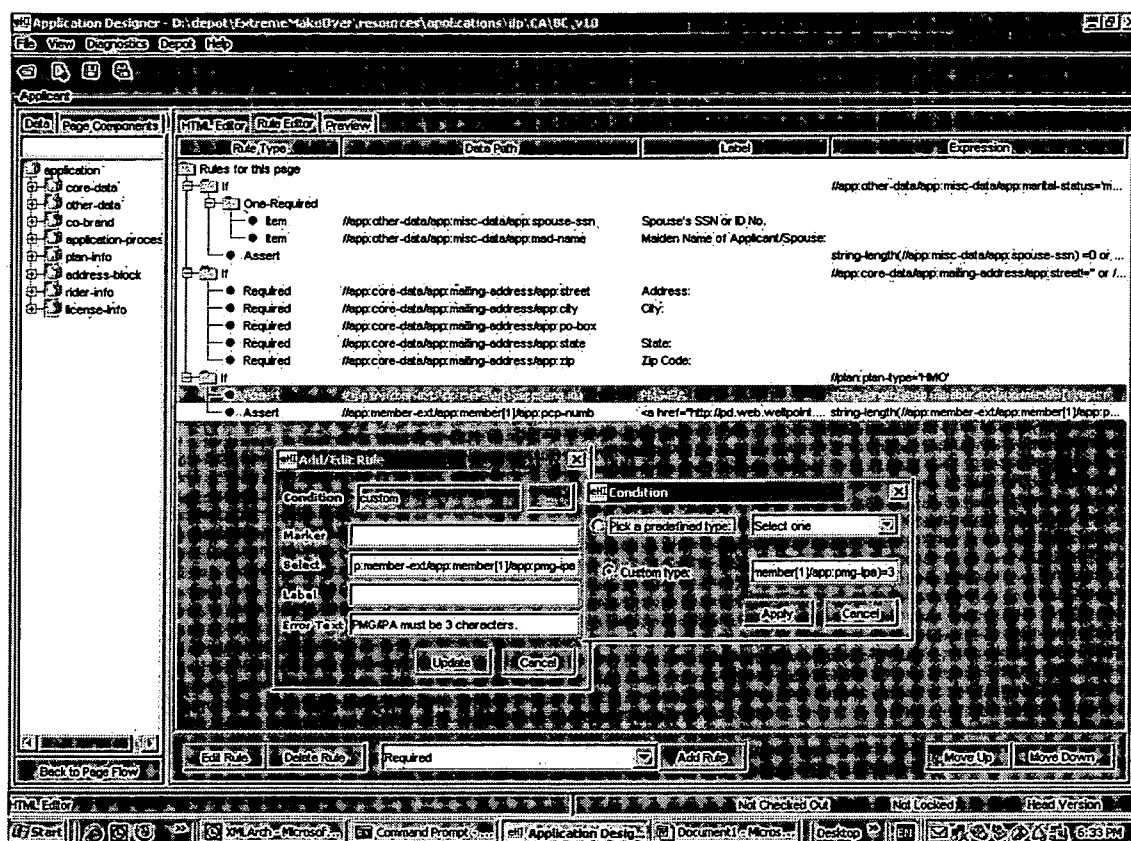 eHI Application Designer - D:\depot\ExtremeMakeOver\resources\applications\ifp\CA\BC_v10
File View Diagnostics Depot Help
Applicant
Data Page Components HTML Editor Rule Editor Preview
Rule Type Data Path Label Expression
application
core-data
other-data
co-brand
application-proces
plan-info
address-block
rider-info
license-info
Rules for this page
If //app:other-data/app:misc-data/app:marital-status='m...
One-Required
Item //app:other-data/app:misc-data/app:spouse-ssn Spouse's SSN or ID No.
Item //app:other-data/app:misc-data/app:maid-name Maiden Name of Applicant/Spouse:
Assert string-length(//app:misc-data/app:spouse-ssn) =0 or ...
If //app:core-data/app:mailing-address/app:street!='' or /...
Required //app:core-data/app:mailing-address/app:street Address:
Required //app:core-data/app:mailing-address/app:city City:
Required //app:core-data/app:mailing-address/app:po-box
Required //app:core-data/app:mailing-address/app:state State:
Required //app:core-data/app:mailing-address/app:zip Zip Code:
If //plan:plan-type='HMO'
Assert
Assert //app:member-ext/app:member[1]/app:pcp-numb <a href="http://pd.web.wellpoint.... string-length(//app:member-ext/app:member[1]/app:p...
eHI Add/Edit Rule
Condition custom
Marker
Select p:member-ext/app:member[1]/app:pmg-ipa
Label
Error Text PMG/IPA must be 3 characters.
Update Cancel
eHI Condition
Pick a predefined type: Select one
Custom type: member[1]/app:pmg-ipa)=3
Apply Cancel
Edit Rule Delete Rule Required Add Rule Move Up Move Down
Back to Page Flow
HTML Editor Not Checked Out Not Locked Head Version
Start XMLArch - Microsof... Command Prompt - ... eHI Application Desig... Document1 - Micros... Desktop EN 6:33 PM